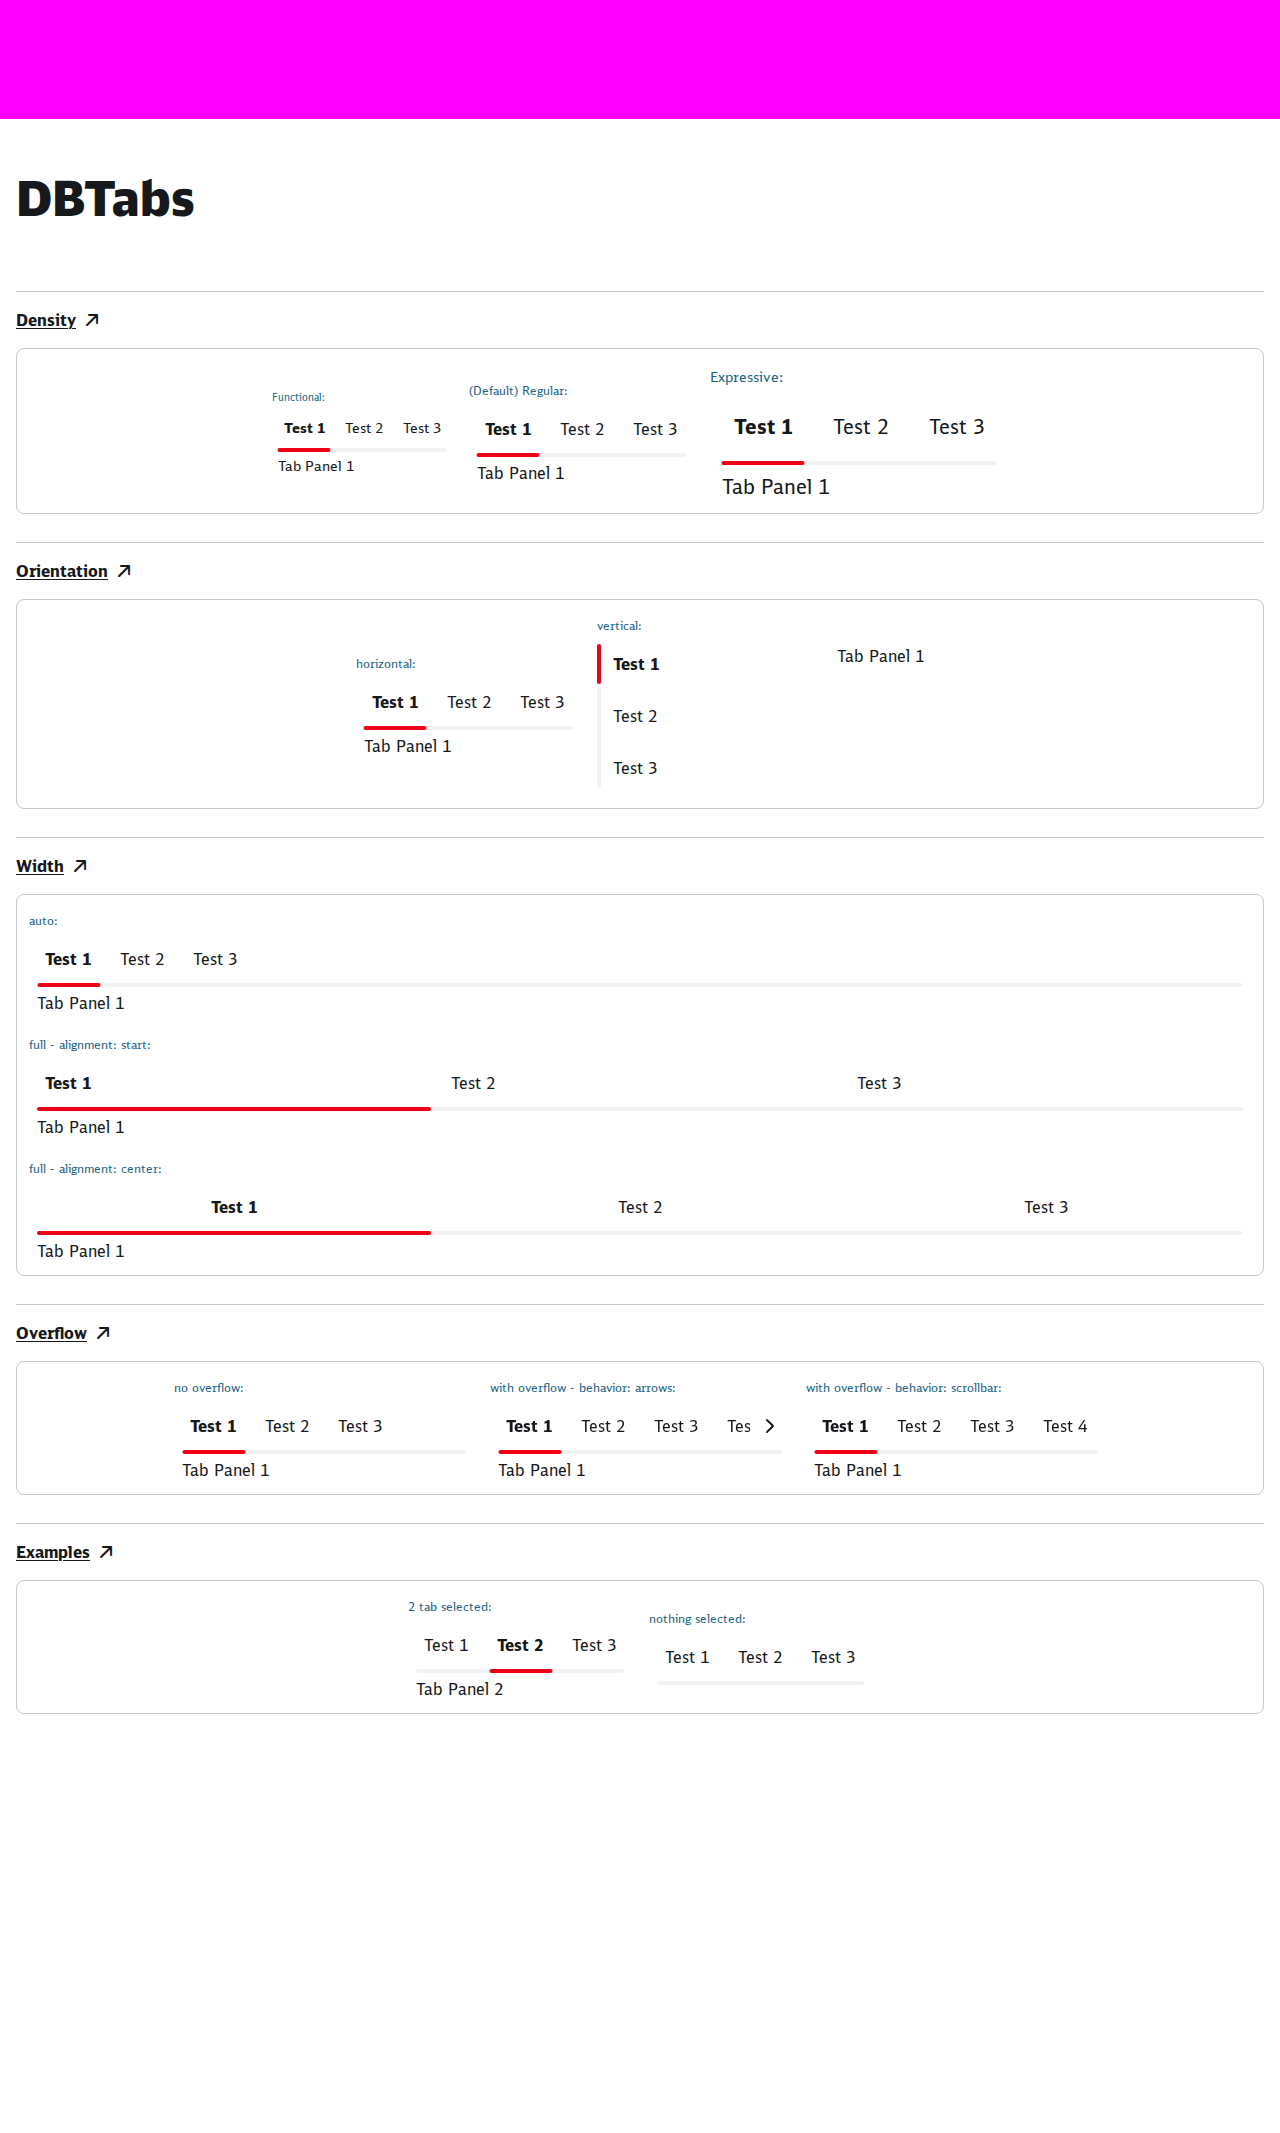 DBTabs
Density
Functional:
Test 1 Test 2 Test 3
Tab Panel 1
(Default) Regular:
Test 1 Test 2 Test 3
Tab Panel 1
Expressive:
Test 1 Test 2 Test 3
Tab Panel 1
Orientation
horizontal:
Test 1 Test 2 Test 3
Tab Panel 1
vertical:
Test 1
Test 2
Test 3
Tab Panel 1
Width
auto:
Test 1 Test 2 Test 3
Tab Panel 1
full - alignment: start:
Test 1 Test 2 Test 3
Tab Panel 1
full - alignment: center:
Test 1 Test 2 Test 3
Tab Panel 1
Overflow
no overflow:
Test 1 Test 2 Test 3
Tab Panel 1
with overflow - behavior: arrows:
Test 1 Test 2 Test 3 Tes
Tab Panel 1
with overflow - behavior: scrollbar:
Test 1 Test 2 Test 3 Test 4
Tab Panel 1
Examples
2 tab selected:
Test 1 Test 2 Test 3
Tab Panel 2
nothing selected:
Test 1 Test 2 Test 3